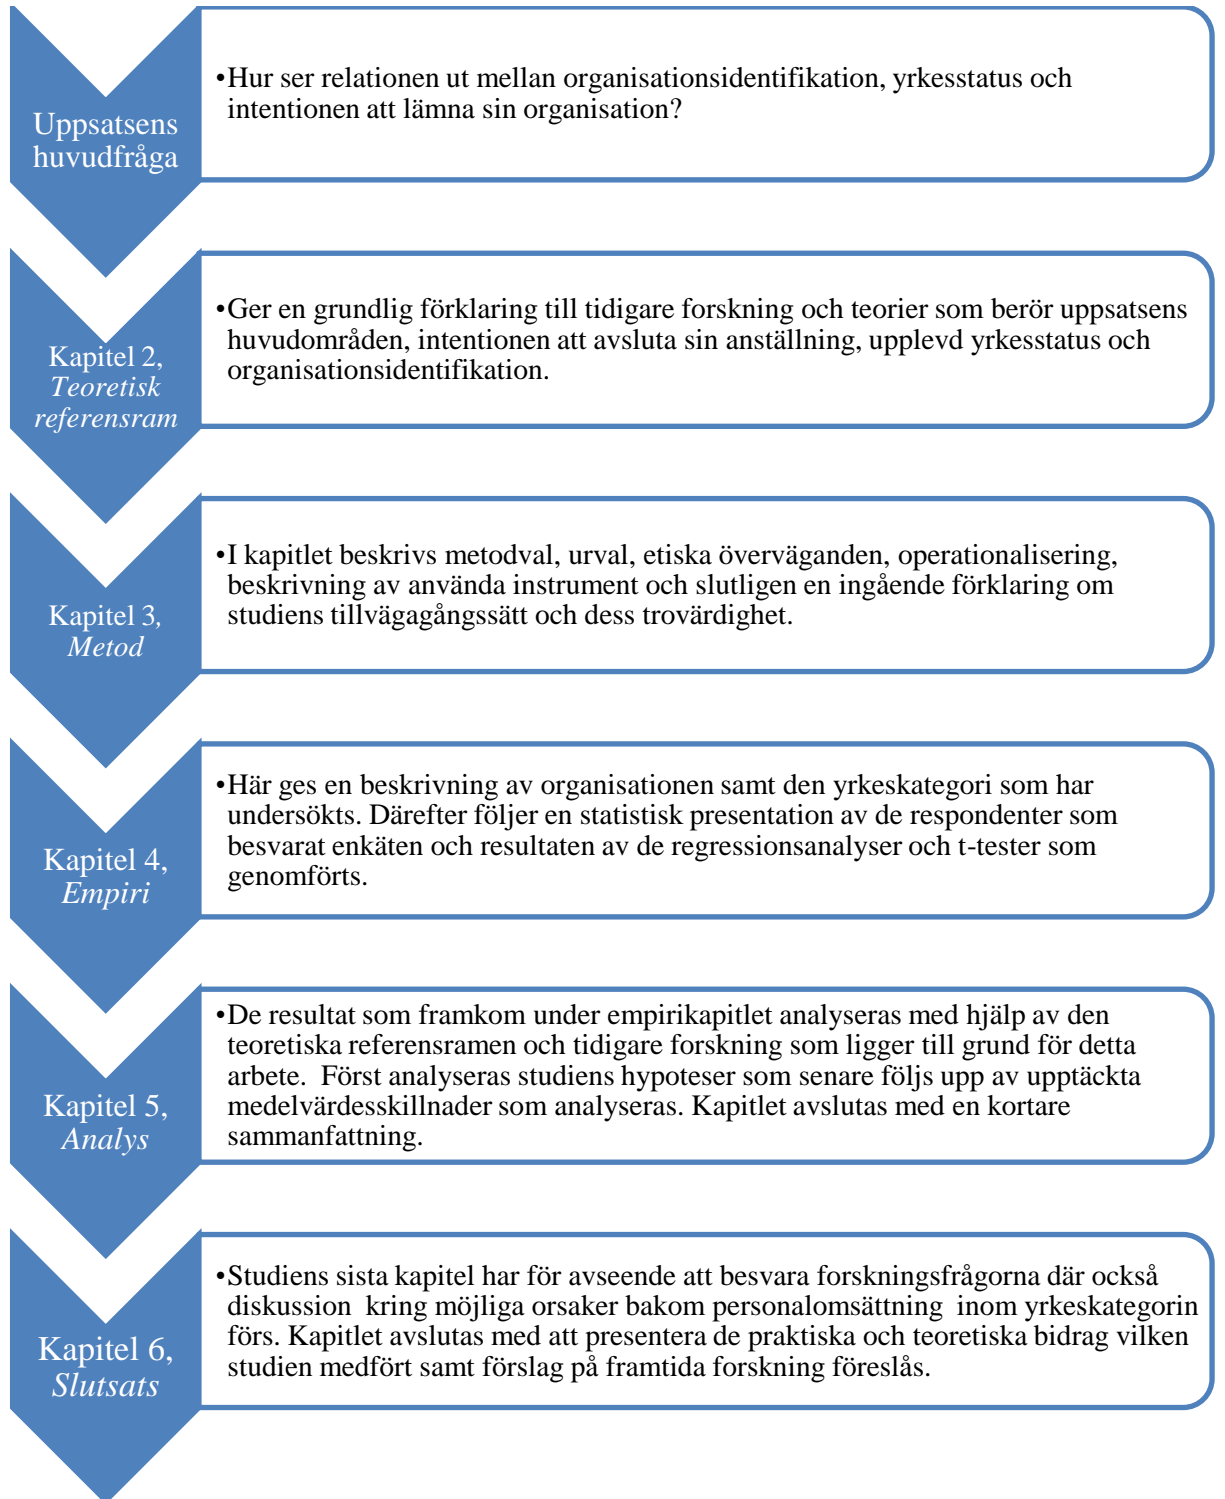 Uppsatsens
huvudfråga
•Hur ser relationen ut mellan organisationsidentifikation, yrkesstatus och
intentionen att lämna sin organisation?
Kapitel 2,
Teoretisk
referensram
•Ger en grundlig förklaring till tidigare forskning och teorier som berör uppsatsens
huvudområden, intentionen att avsluta sin anställning, upplevd yrkesstatus och
organisationsidentifikation.
Kapitel 3,
Metod
•I kapitlet beskrivs metodval, urval, etiska överväganden, operationalisering,
beskrivning av använda instrument och slutligen en ingående förklaring om
studiens tillvägagångssätt och dess trovärdighet.
Kapitel 4,
Empiri
•Här ges en beskrivning av organisationen samt den yrkeskategori som har
undersökts. Därefter följer en statistisk presentation av de respondenter som
besvarat enkäten och resultaten av de regressionsanalyser och t-tester som
genomförts.
Kapitel 5,
Analys
•De resultat som framkom under empirikapitlet analyseras med hjälp av den
teoretiska referensramen och tidigare forskning som ligger till grund för detta
arbete.  Först analyseras studiens hypoteser som senare följs upp av upptäckta
medelvärdesskillnader som analyseras. Kapitlet avslutas med en kortare
sammanfattning.
Kapitel 6,
Slutsats
•Studiens sista kapitel har för avseende att besvara forskningsfrågorna där också
diskussion  kring möjliga orsaker bakom personalomsättning  inom yrkeskategorin
förs. Kapitlet avslutas med att presentera de praktiska och teoretiska bidrag vilken
studien medfört samt förslag på framtida forskning föreslås.